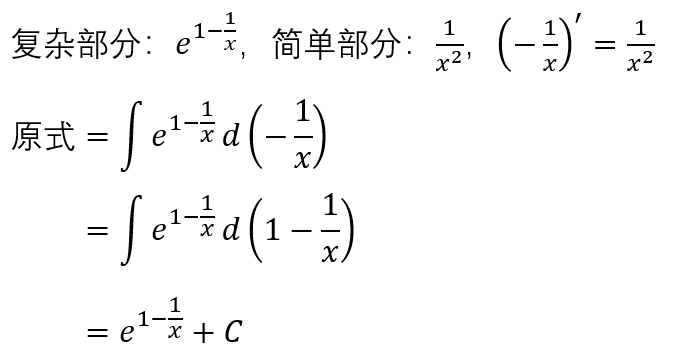 复杂部分：$e^{1-\frac{1}{x}}$，简单部分：$\frac{1}{x^2}$，$\left(-\frac{1}{x}\right)' = \frac{1}{x^2}$
原式 $= \int e^{1-\frac{1}{x}} d\left(-\frac{1}{x}\right)$
$= \int e^{1-\frac{1}{x}} d\left(1-\frac{1}{x}\right)$
$= e^{1-\frac{1}{x}} + C$